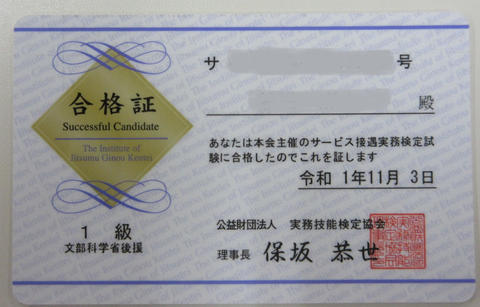 合格証
Successful Candidate
The Institute of
Jitsumu Ginou Kentei
1 級
文部科学省後援
サ 号
殿
あなたは本会主催のサービス接遇実務検定試
験に合格したのでこれを証します
令和 1年11月 3日
公益財団法人 実務技能検定協会
理事長 保坂 恭世